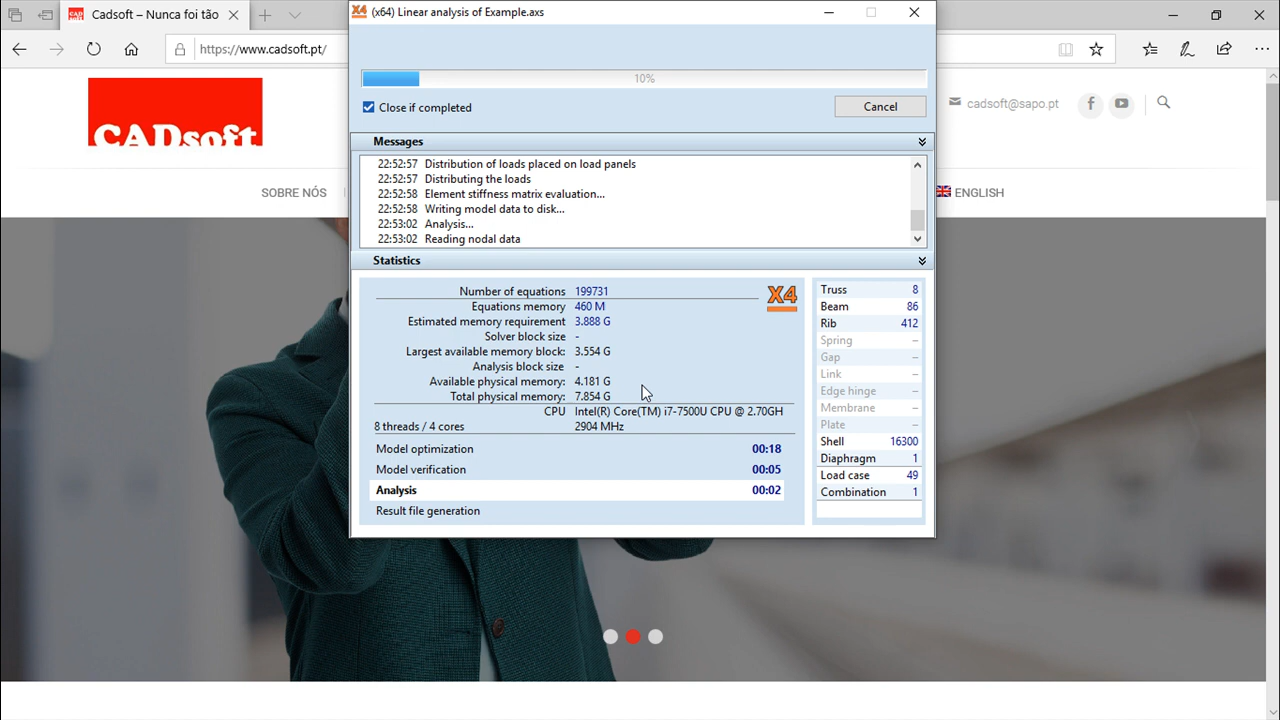 Cadsoft – Nunca foi tão
https://www.cadsoft.pt/
CADsoft
SOBRE NÓS
cadsoft@sapo.pt
ENGLISH
X4 (x64) Linear analysis of Example.axs
10%
Close if completed
Cancel
Messages
22:52:57 Distribution of loads placed on load panels
22:52:57 Distributing the loads
22:52:58 Element stiffness matrix evaluation...
22:52:58 Writing model data to disk...
22:53:02 Analysis...
22:53:02 Reading nodal data
Statistics
X4
Number of equations 199731
Equations memory 460 M
Estimated memory requirement 3.888 G
Solver block size -
Largest available memory block: 3.554 G
Analysis block size -
Available physical memory: 4.181 G
Total physical memory: 7.854 G
CPU Intel(R) Core(TM) i7-7500U CPU @ 2.70GH
8 threads / 4 cores 2904 MHz
Model optimization 00:18
Model verification 00:05
Analysis 00:02
Result file generation
Truss 8
Beam 86
Rib 412
Spring –
Gap –
Link –
Edge hinge –
Membrane –
Plate –
Shell 16300
Diaphragm 1
Load case 49
Combination 1